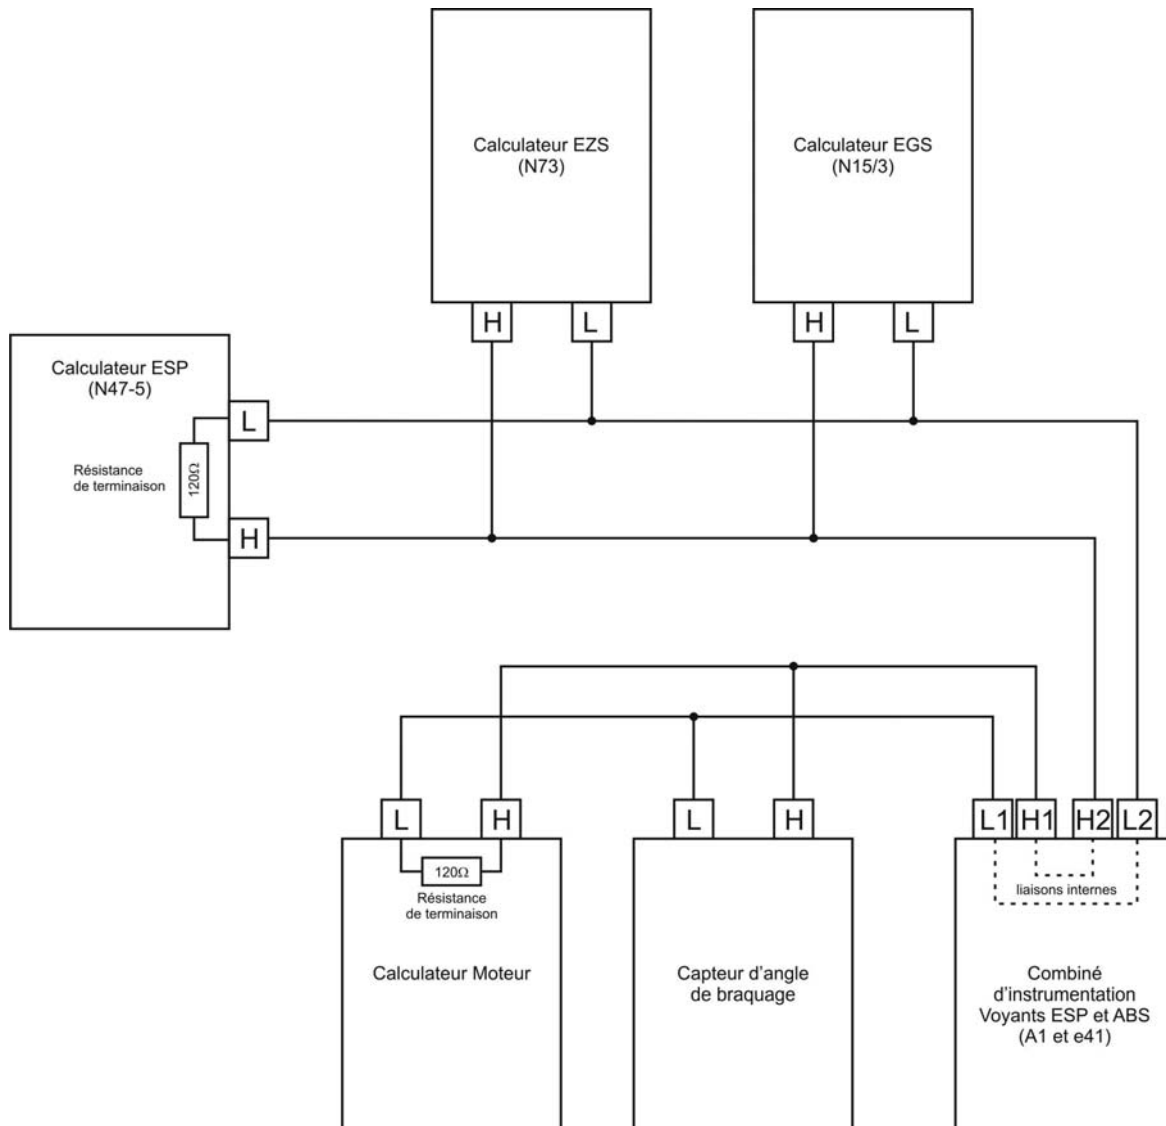 Calculateur EZS
(N73)
Calculateur EGS
(N15/3)
H
L
H
L
Calculateur ESP
(N47-5)
L
Résistance
de terminaison
120Ω
H
L
H
L
H
L1
H1
H2
L2
120Ω
Résistance
de terminaison
liaisons internes
Calculateur Moteur
Capteur d'angle
de braquage
Combiné
d'instrumentation
Voyants ESP et ABS
(A1 et e41)